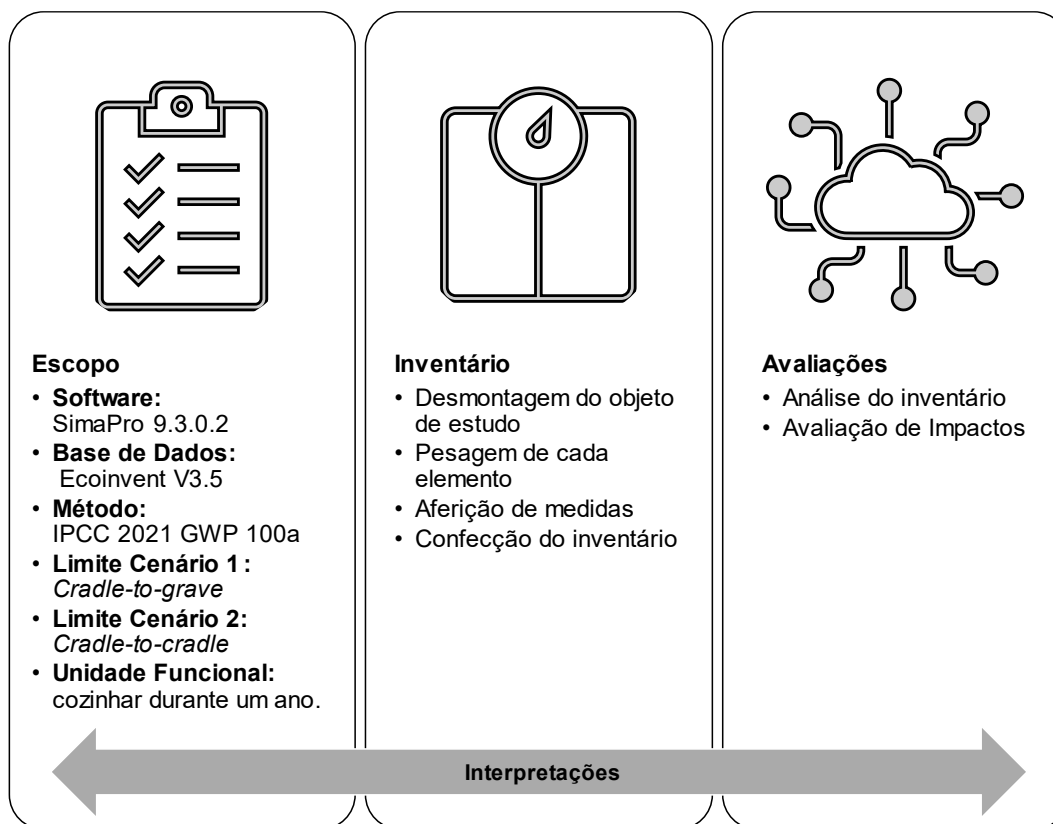 Escopo
• Software:
SimaPro 9.3.0.2
• Base de Dados:
Ecoinvent V3.5
• Método:
IPCC 2021 GWP 100a
• Limite Cenário 1:
Cradle-to-grave
• Limite Cenário 2:
Cradle-to-cradle
• Unidade Funcional:
cozinhar durante um ano.
Inventário
• Desmontagem do objeto
de estudo
• Pesagem de cada
elemento
• Aferição de medidas
• Confecção do inventário
Avaliações
• Análise do inventário
• Avaliação de Impactos
Interpretações